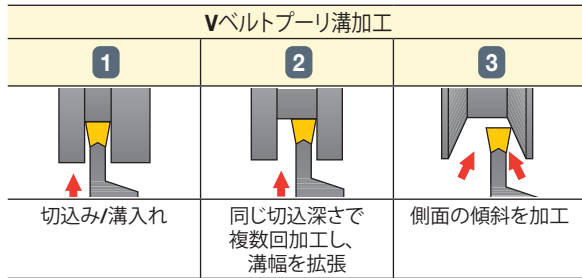 Vベルトプーリ溝加工
1
2
3
切込み/溝入れ
同じ切込深さで
複数回加工し、
溝幅を拡張
側面の傾斜を加工